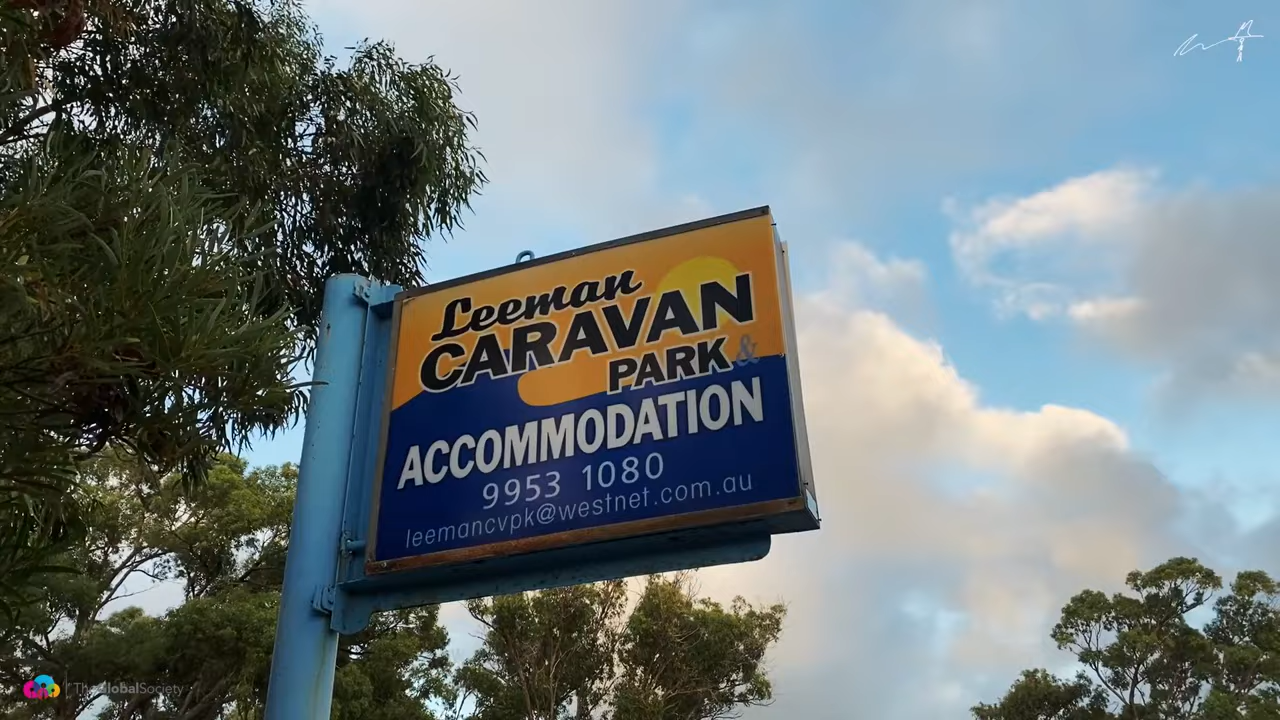 Leeman
CARAVAN
PARK &
ACCOMMODATION
9953 1080
leemancvpk@westnet.com.au
TheGlobalSociety